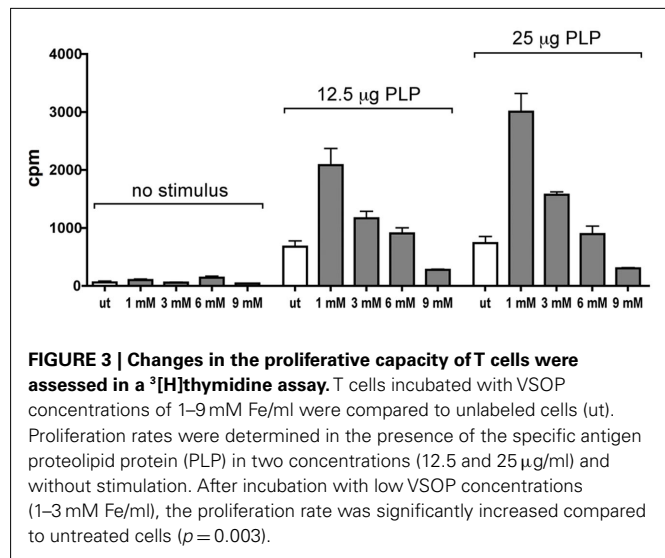 25 µg PLP
4000
12.5 µg PLP
3000
cpm
2000
no stimulus
1000
0
ut 1 mM 3 mM 6 mM 9 mM ut 1 mM 3 mM 6 mM 9 mM ut 1 mM 3 mM 6 mM 9 mM
FIGURE 3 | Changes in the proliferative capacity of T cells were
assessed in a ³[H]thymidine assay. T cells incubated with VSOP
concentrations of 1–9 mM Fe/ml were compared to unlabeled cells (ut).
Proliferation rates were determined in the presence of the specific antigen
proteolipid protein (PLP) in two concentrations (12.5 and 25 µg/ml) and
without stimulation. After incubation with low VSOP concentrations
(1–3 mM Fe/ml), the proliferation rate was significantly increased compared
to untreated cells (p = 0.003).